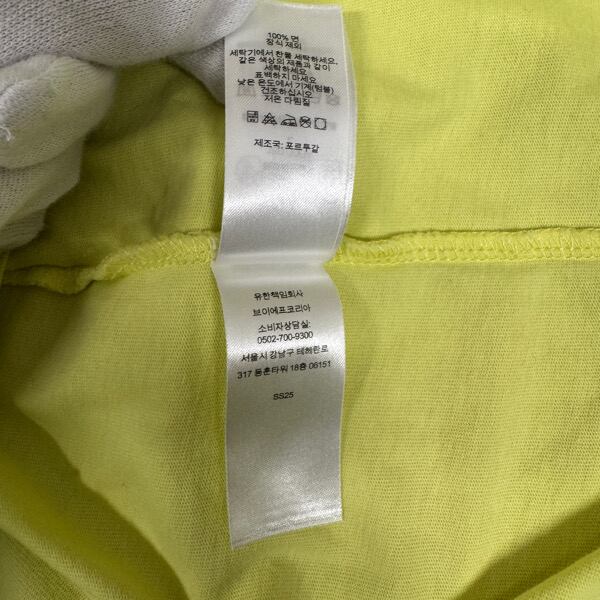 100% 면
장식 제외
세탁기에서 찬물 세탁하세요.
같은 색상의 제품과 같이
세탁하세요
표백하지 마세요
낮은 온도에서 기계(텀블)
건조하십시오
저온 다림질
제조국: 포르투갈
유한책임회사
브이에프코리아
소비자상담실:
0502-700-9300
서울시 강남구 테헤란로
317 동훈타워 18층 06151
SS25